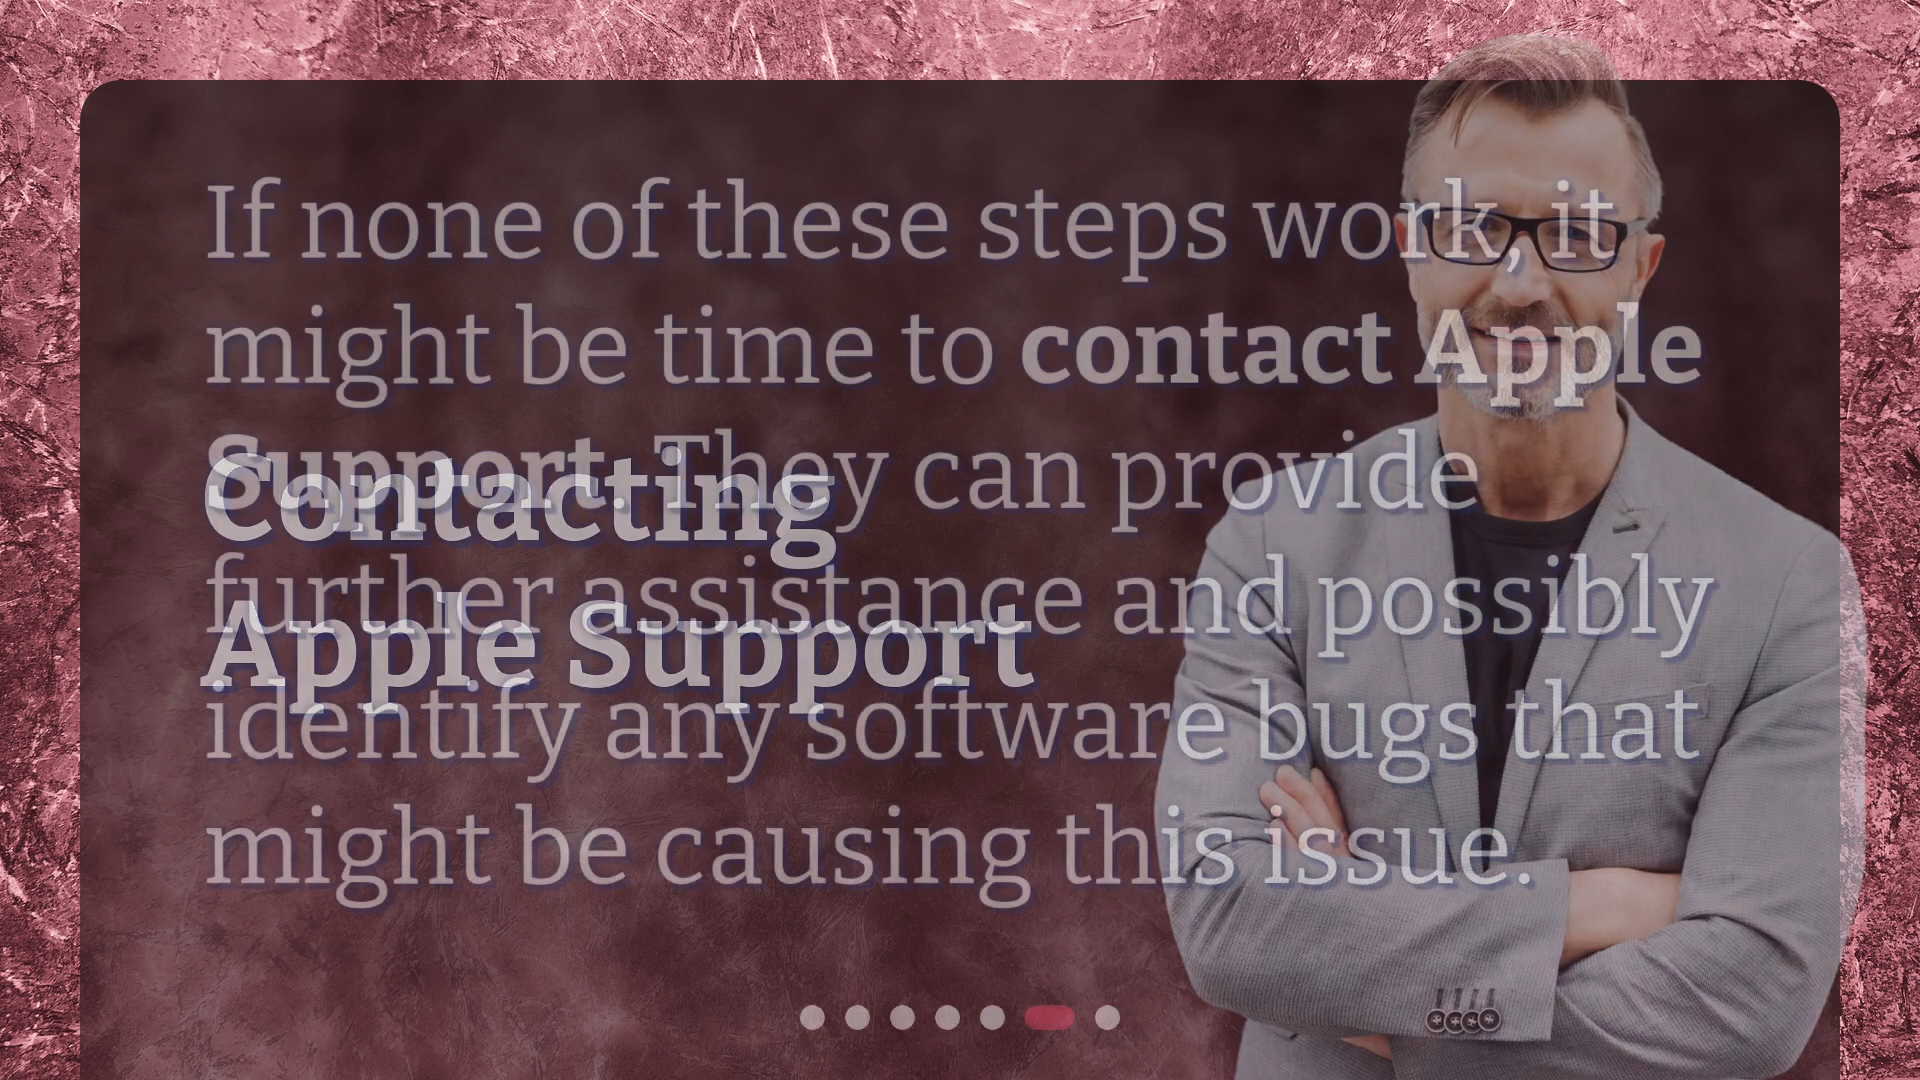 If none of these steps work, it
might be time to contact Apple
Support. They can provide
further assistance and possibly
identify any software bugs that
might be causing this issue.
Contacting
Apple Support